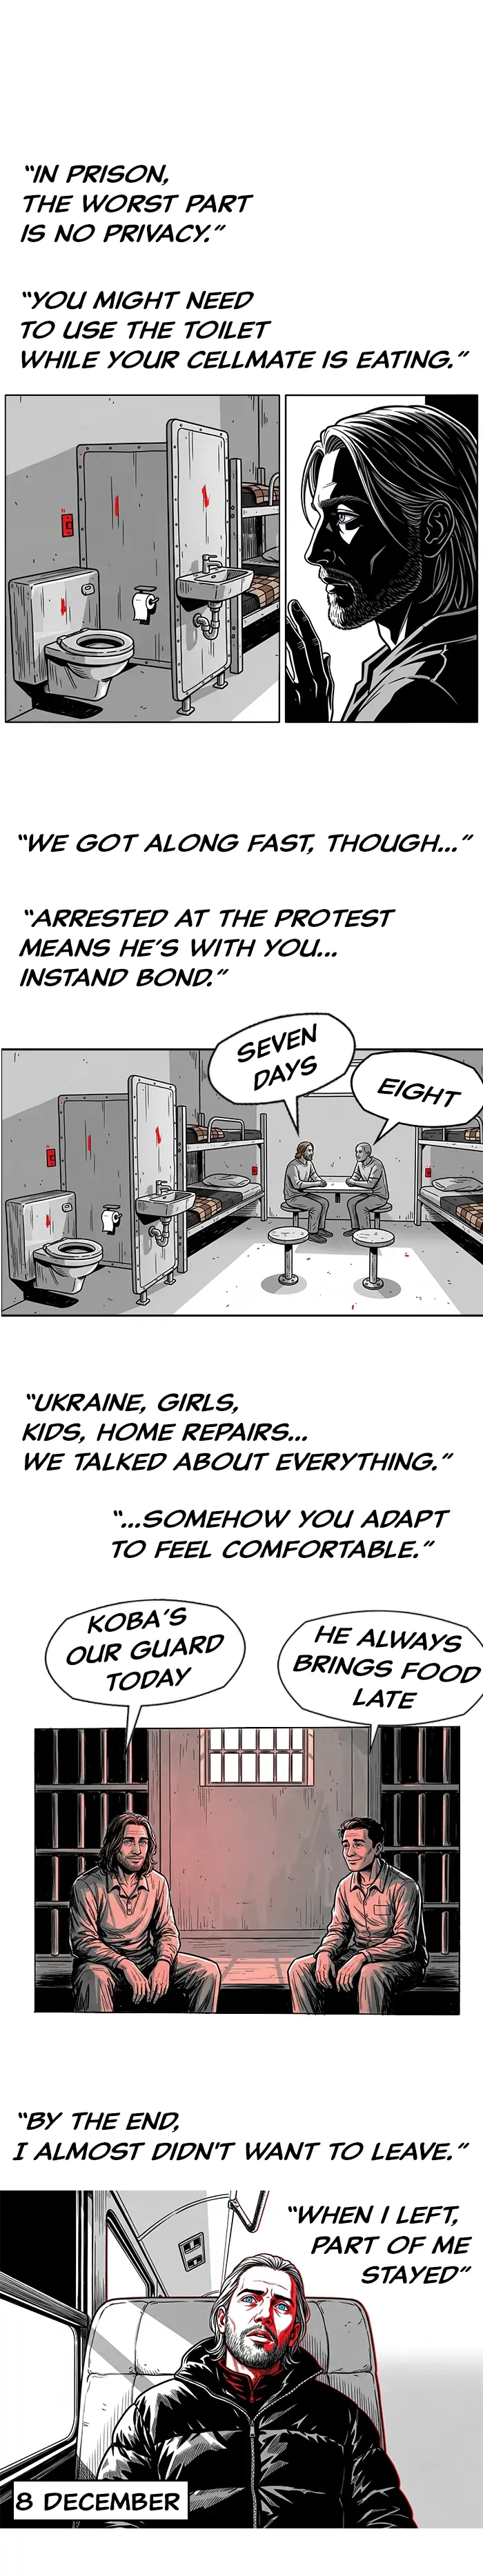 “IN PRISON,
THE WORST PART
IS NO PRIVACY.”
“YOU MIGHT NEED
TO USE THE TOILET
WHILE YOUR CELLMATE IS EATING.”
“WE GOT ALONG FAST, THOUGH...”
“ARRESTED AT THE PROTEST
MEANS HE'S WITH YOU...
INSTAND BOND.”
SEVEN
DAYS
EIGHT
“UKRAINE, GIRLS,
KIDS, HOME REPAIRS...
WE TALKED ABOUT EVERYTHING.”
“...SOMEHOW YOU ADAPT
TO FEEL COMFORTABLE.”
KOBA'S
OUR GUARD
TODAY
HE ALWAYS
BRINGS FOOD
LATE
“BY THE END,
I ALMOST DIDN'T WANT TO LEAVE.”
“WHEN I LEFT,
PART OF ME
STAYED”
8 DECEMBER